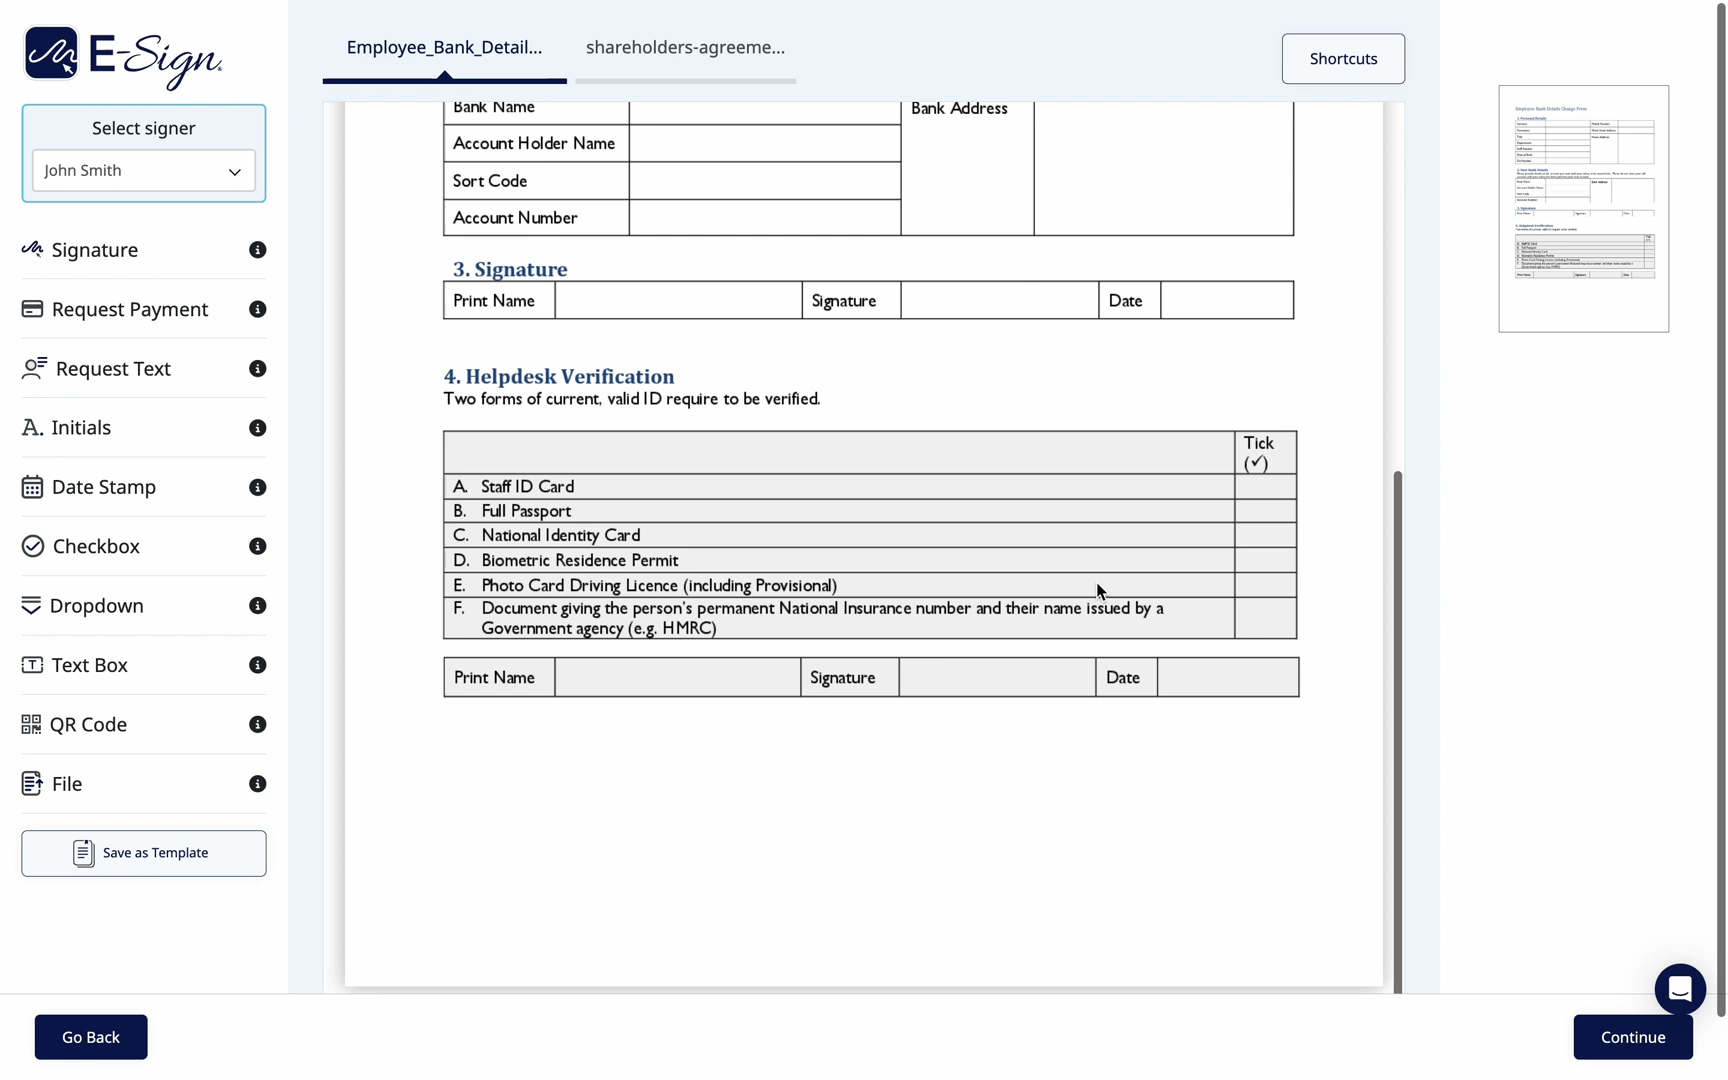 E-Sign
Select signer
John Smith
Signature
Request Payment
Request Text
Initials
Date Stamp
Checkbox
Dropdown
Text Box
QR Code
File
Save as Template
Employee_Bank_Detail...
shareholders-agreeme...
Shortcuts
Bank Name
Bank Address
Account Holder Name
Sort Code
Account Number
3. Signature
Print Name Signature Date
4. Helpdesk Verification
Two forms of current, valid ID require to be verified.
Tick
(✓)
A. Staff ID Card
B. Full Passport
C. National Identity Card
D. Biometric Residence Permit
E. Photo Card Driving Licence (including Provisional)
F. Document giving the person's permanent National Insurance number and their name issued by a
Government agency (e.g. HMRC)
Print Name Signature Date
Employee Bank Details Change Form
Go Back
Continue